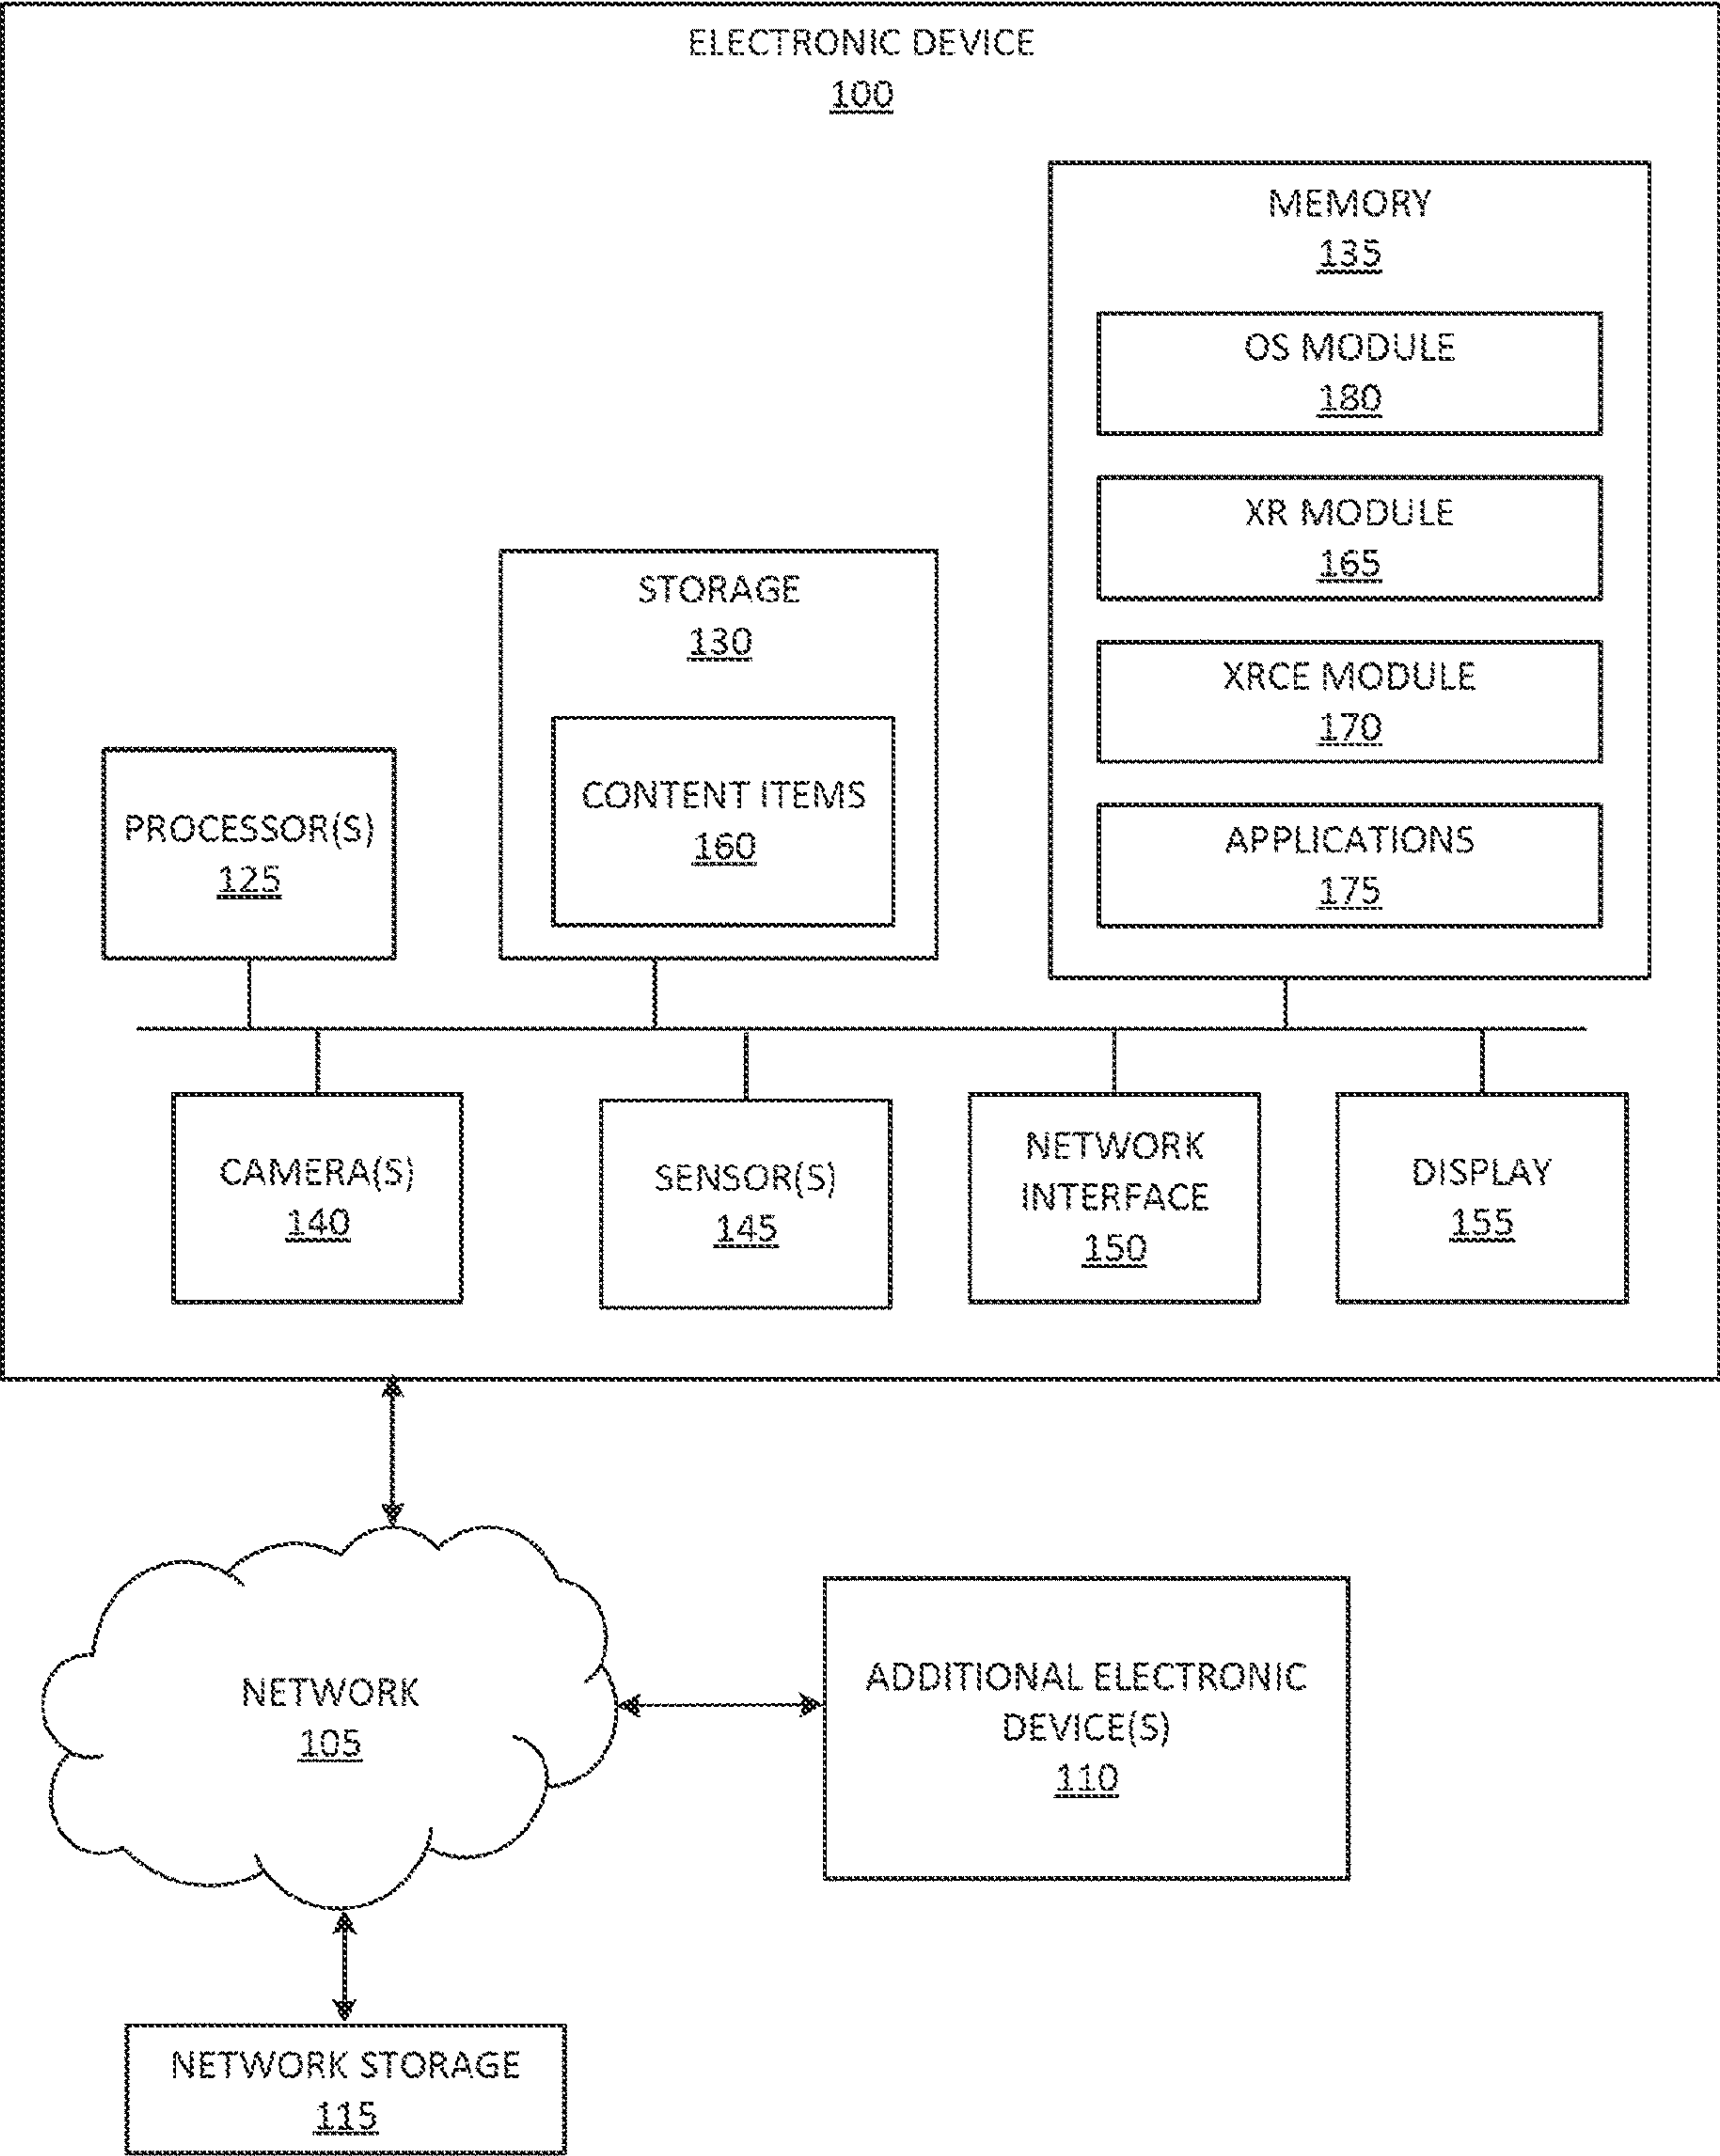 ELECTRONIC DEVICE
100
MEMORY
135
OS MODULE
180
XR MODULE
165
XRCE MODULE
170
APPLICATIONS
175
STORAGE
130
CONTENT ITEMS
160
PROCESSOR(S)
125
CAMERA(S)
140
SENSOR(S)
145
NETWORK
INTERFACE
150
DISPLAY
155
NETWORK
105
ADDITIONAL ELECTRONIC
DEVICE(S)
110
NETWORK STORAGE
115